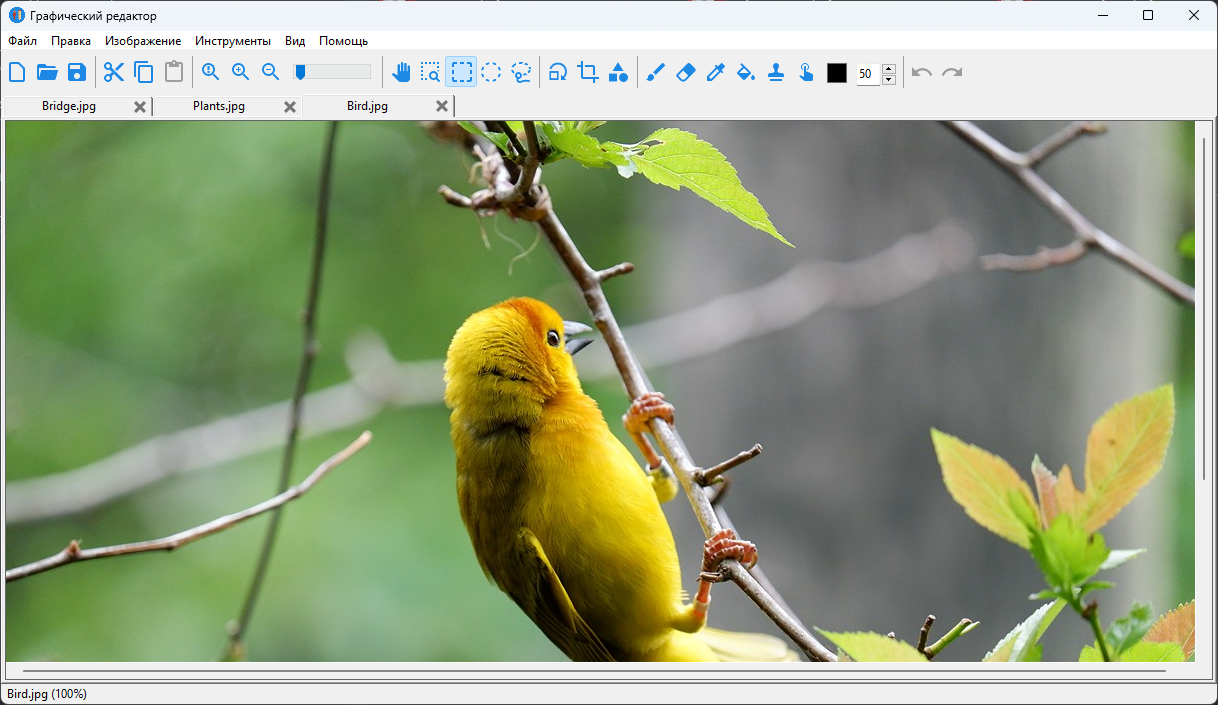 Графический редактор
Файл Правка Изображение Инструменты Вид Помощь
50
Bridge.jpg Plants.jpg Bird.jpg
Bird.jpg (100%)